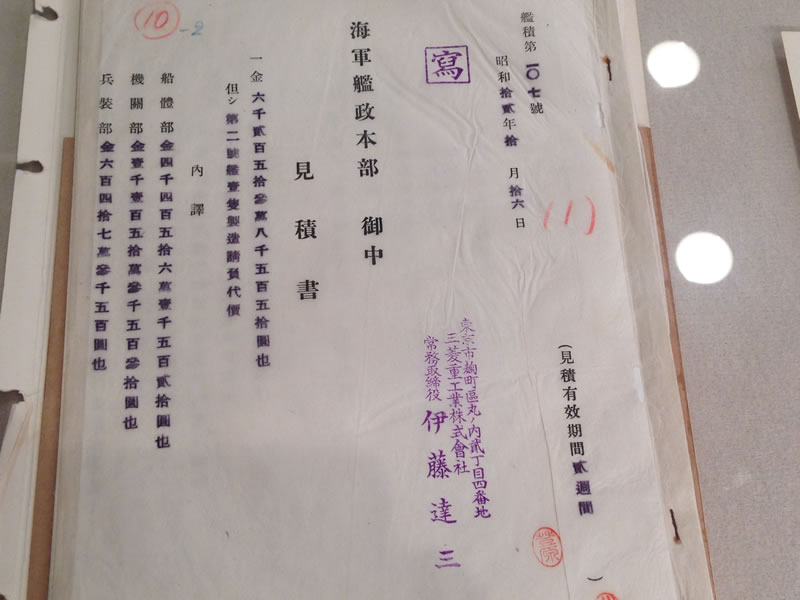 (見積有效期間貳週間)
艦積第一〇七號
昭和拾貳年拾月拾六日
(1)
東京市麹町區丸ノ内貳丁目四番地
三菱重工業株式會社
常務取締役 伊藤達三
寫
海軍艦政本部 御中
見積書
一金六千貳百五拾參萬八千五百五拾圓也
但シ第二號艦壹隻製造請負代價
內譯
船體部金四千四百五拾六萬壹千五百貳拾圓也
機關部金壹千壹百五拾萬參千五百參拾圓也
兵裝部金六百四拾七萬參千五百圓也
10-2